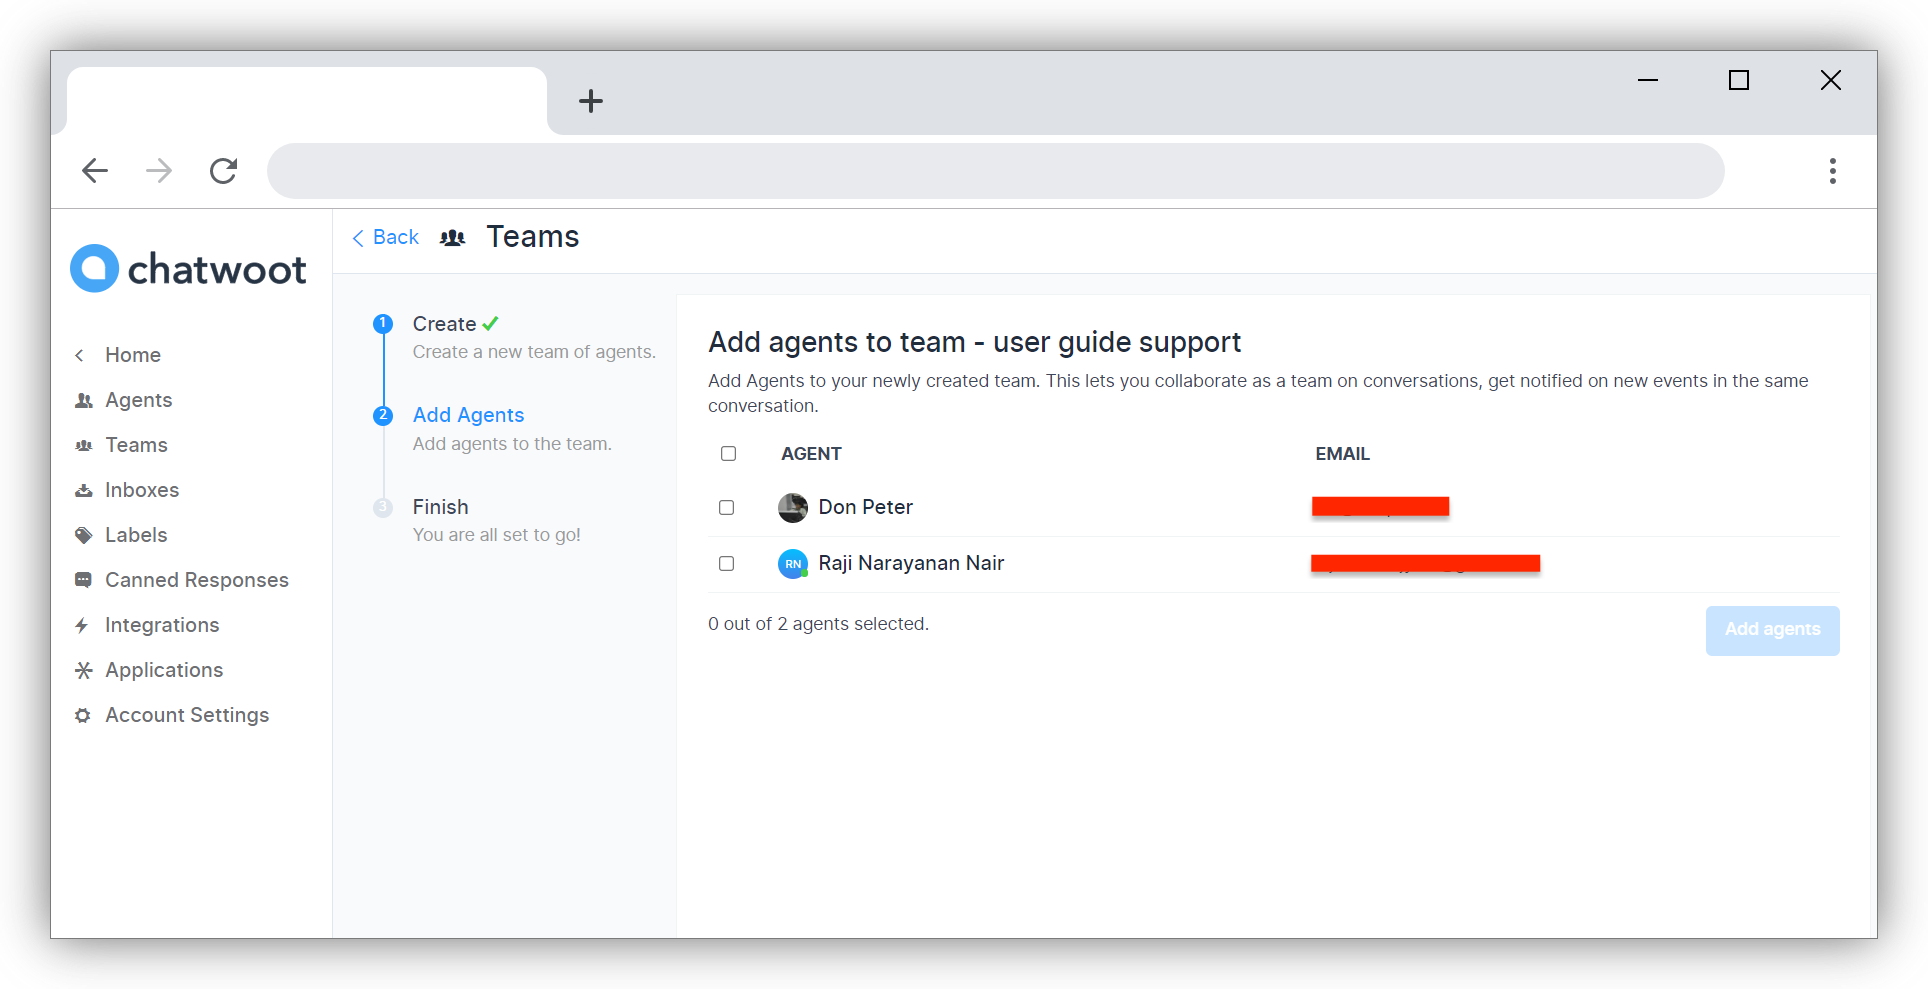 chatwoot
Home
Agents
Teams
Inboxes
Labels
Canned Responses
Integrations
Applications
Account Settings
Back
Teams
1
Create
Create a new team of agents.
2
Add Agents
Add agents to the team.
3
Finish
You are all set to go!
Add agents to team - user guide support
Add Agents to your newly created team. This lets you collaborate as a team on conversations, get notified on new events in the same
conversation.
AGENT EMAIL
Don Peter
RN Raji Narayanan Nair
0 out of 2 agents selected.
Add agents